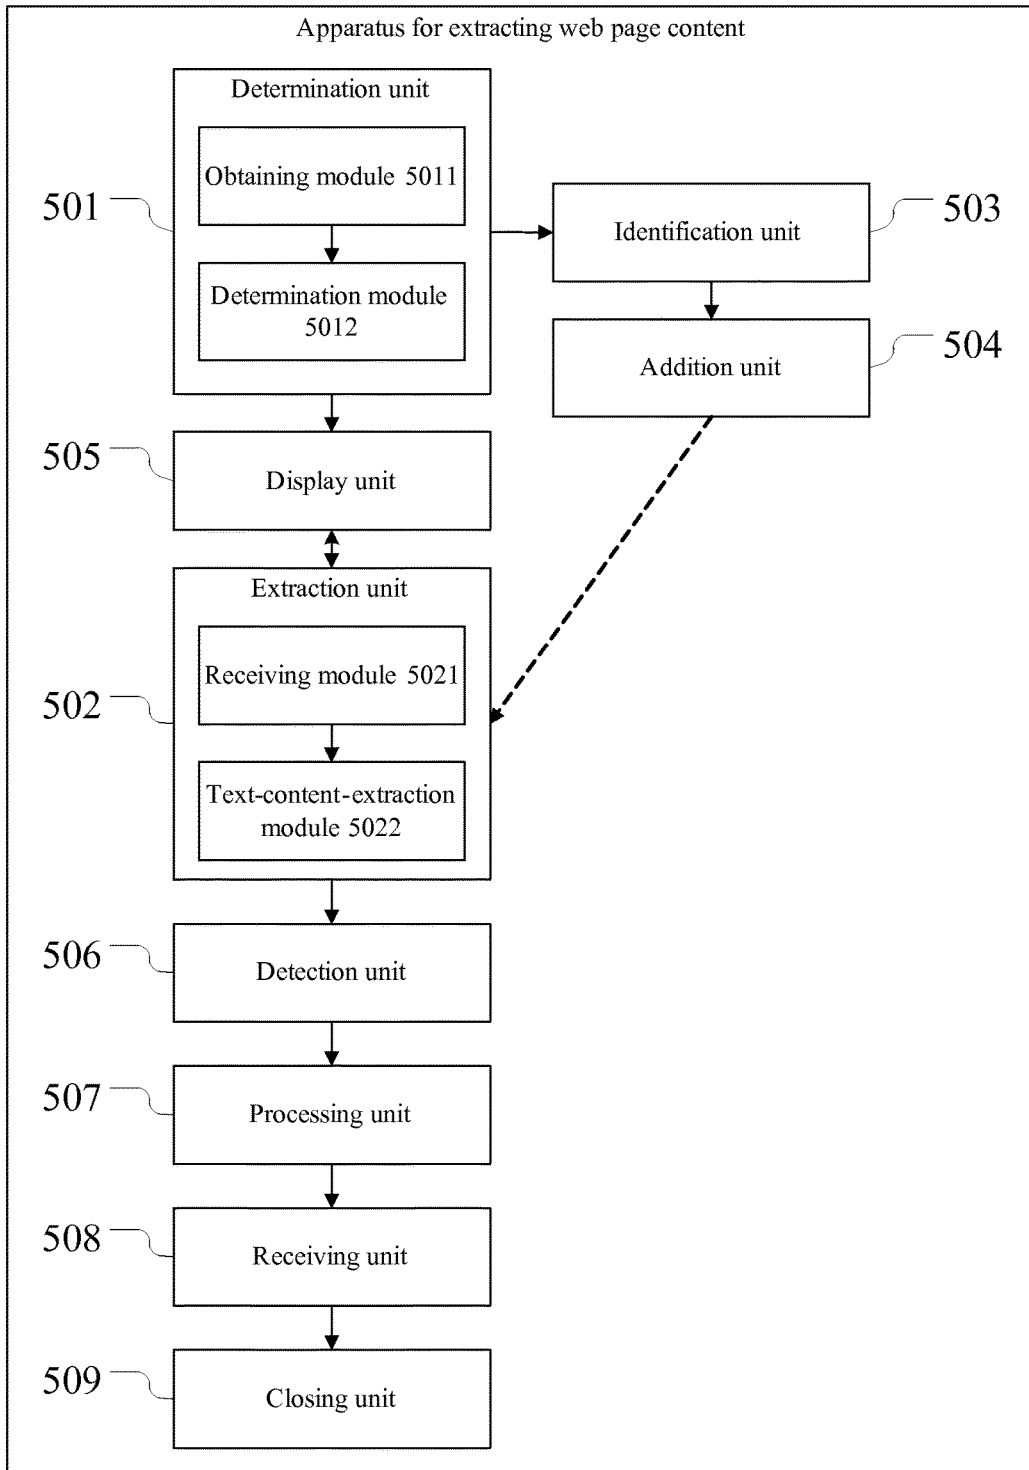 Apparatus for extracting web page content
Determination unit
Obtaining module 5011
501
Determination module
5012
Identification unit
503
Addition unit
504
505
Display unit
Extraction unit
Receiving module 5021
502
Text-content-extraction
module 5022
506
Detection unit
507
Processing unit
508
Receiving unit
509
Closing unit